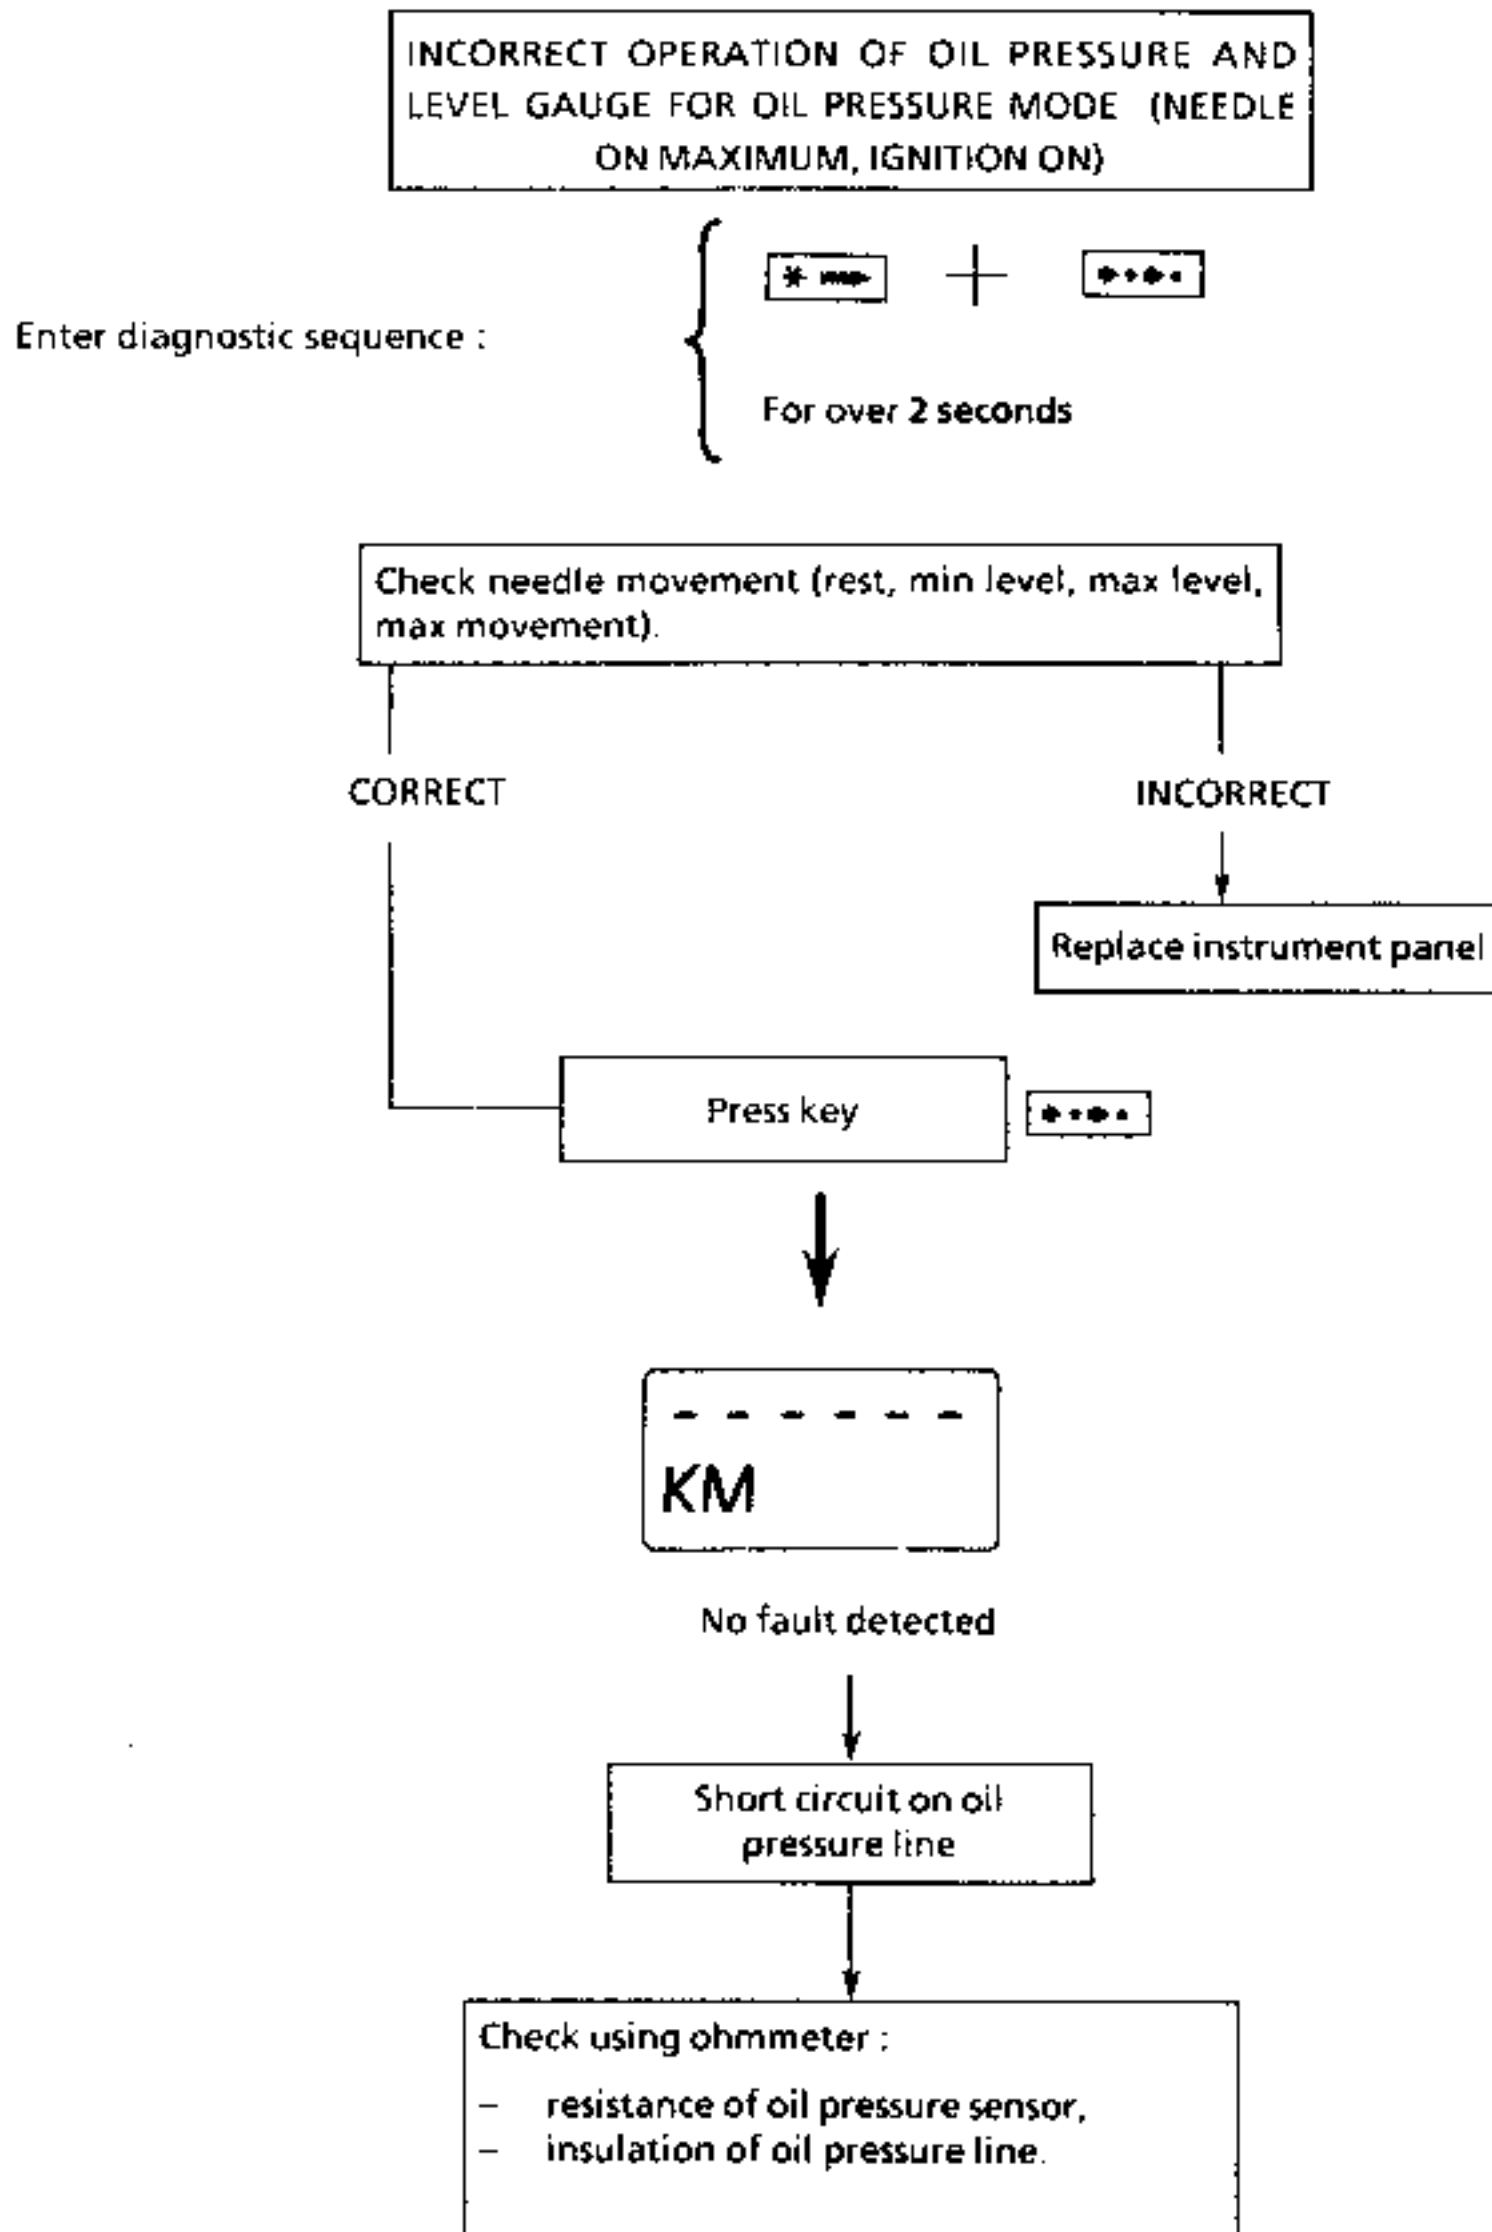 INCORRECT OPERATION OF OIL PRESSURE AND
LEVEL GAUGE FOR OIL PRESSURE MODE (NEEDLE
ON MAXIMUM, IGNITION ON)
Enter diagnostic sequence :
For over 2 seconds
Check needle movement (rest, min level, max level,
max movement).
CORRECT
INCORRECT
Replace instrument panel
Press key
- - - - - -
KM
No fault detected
Short circuit on oil
pressure line
Check using ohmmeter :
– resistance of oil pressure sensor,
– insulation of oil pressure line.